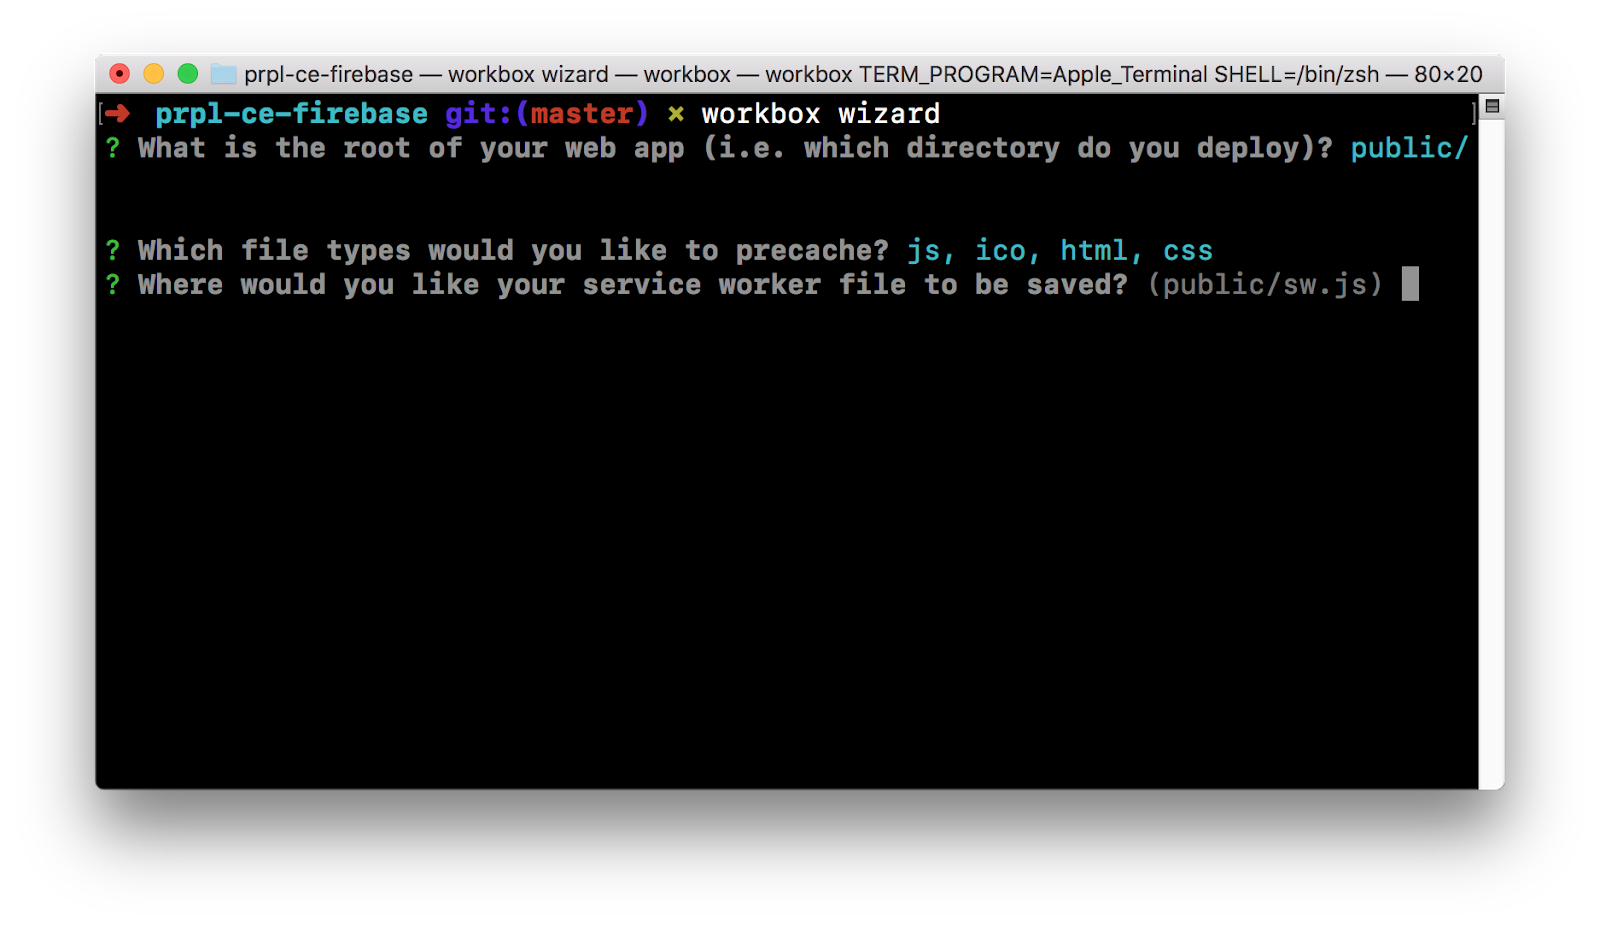 prpl-ce-firebase — workbox wizard — workbox — workbox TERM_PROGRAM=Apple_Terminal SHELL=/bin/zsh — 80×20
[➜ prpl-ce-firebase git:(master) ✗ workbox wizard ]
? What is the root of your web app (i.e. which directory do you deploy)? public/
? Which file types would you like to precache? js, ico, html, css
? Where would you like your service worker file to be saved? (public/sw.js)